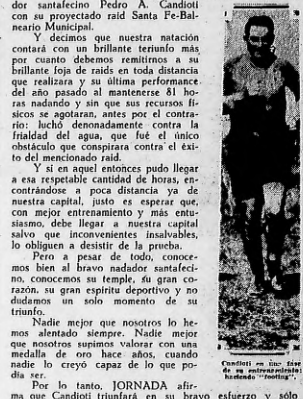 dor santafecino Pedro A. Candioti
con su proyectado raid Santa Fe-Bal-
neario Municipal.
Y decimos que nuestra natación
contará con un brillante teriunfo más
por cuanto debemos remitirnos a su
brillante foja de raids en toda distancia
que realizara y su última performance
del año pasado al mantenerse 81 ho-
ras nadando y sin que sus recursos fí-
sicos se agotaran, antes por el contra-
rio: luchó denonadamente contra la
frialdad del agua, que fué el único
obstáculo que conspirara contra el éxi-
to del mencionado raid.
Y si en aquel entonces pudo llegar
a esa respetable cantidad de horas, en-
contrándose a poca distancia ya de
nuestra capital, justo es esperar que,
con mejor entrenamiento y más entu-
siasmo, debe llegar a nuestra capital
salvo que inconvenientes insalvables,
lo obliguen a desistir de la prueba.
Pero a pesar de todo, conoce-
mos bien al bravo nadador santafeci-
no, conocemos su temple, su gran co-
razón, su gran espíritu deportivo y no
dudamos un solo momento de su
triunfo.
Nadie mejor que nosotros lo he-
mos alentado siempre. Nadie mejor
que nosotros supimos valorar con una
medalla de oro hace años, cuando
nadie lo creyó capaz de lo que po-
día ser.
Por lo tanto, JORNADA afir-
ma que Candioti triunfará en su bravo esfuerzo y sólo
Candioti en una fase
de su entrenamiento;
haciendo "footing".